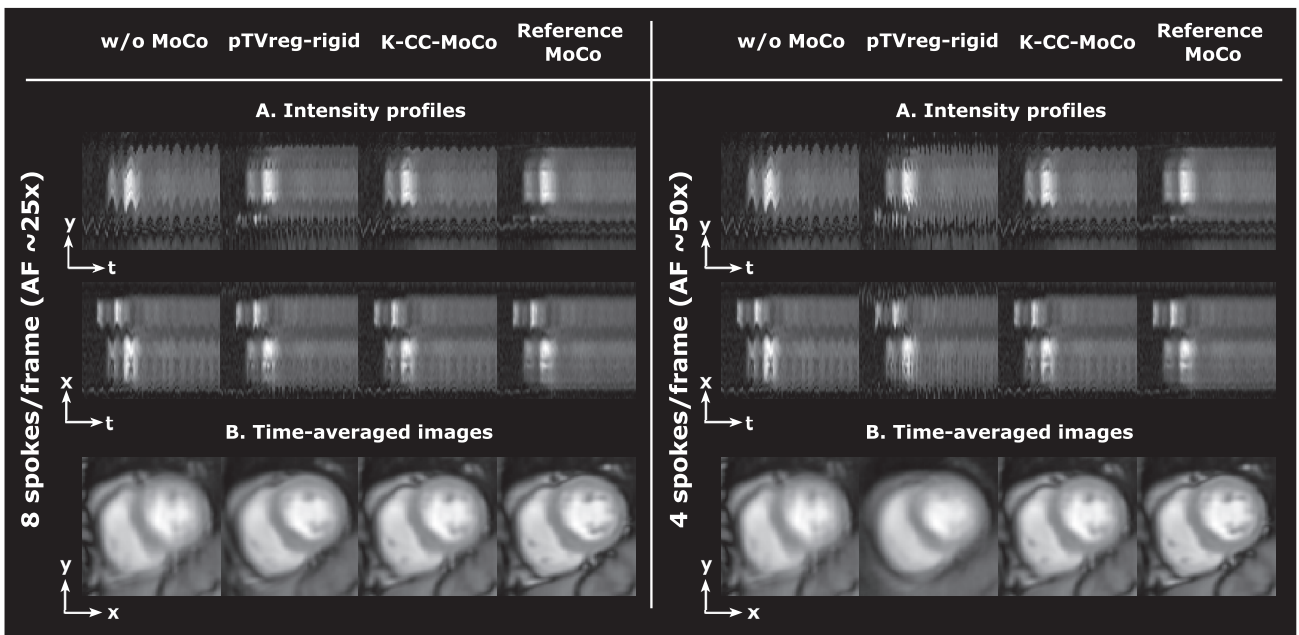 w/o MoCo pTVreg-rigid K-CC-MoCo Reference MoCo
A. Intensity profiles
8 spokes/frame (AF ~25x)
y
t
x
t
B. Time-averaged images
y
x
w/o MoCo pTVreg-rigid K-CC-MoCo Reference MoCo
A. Intensity profiles
4 spokes/frame (AF ~50x)
y
t
x
t
B. Time-averaged images
y
x